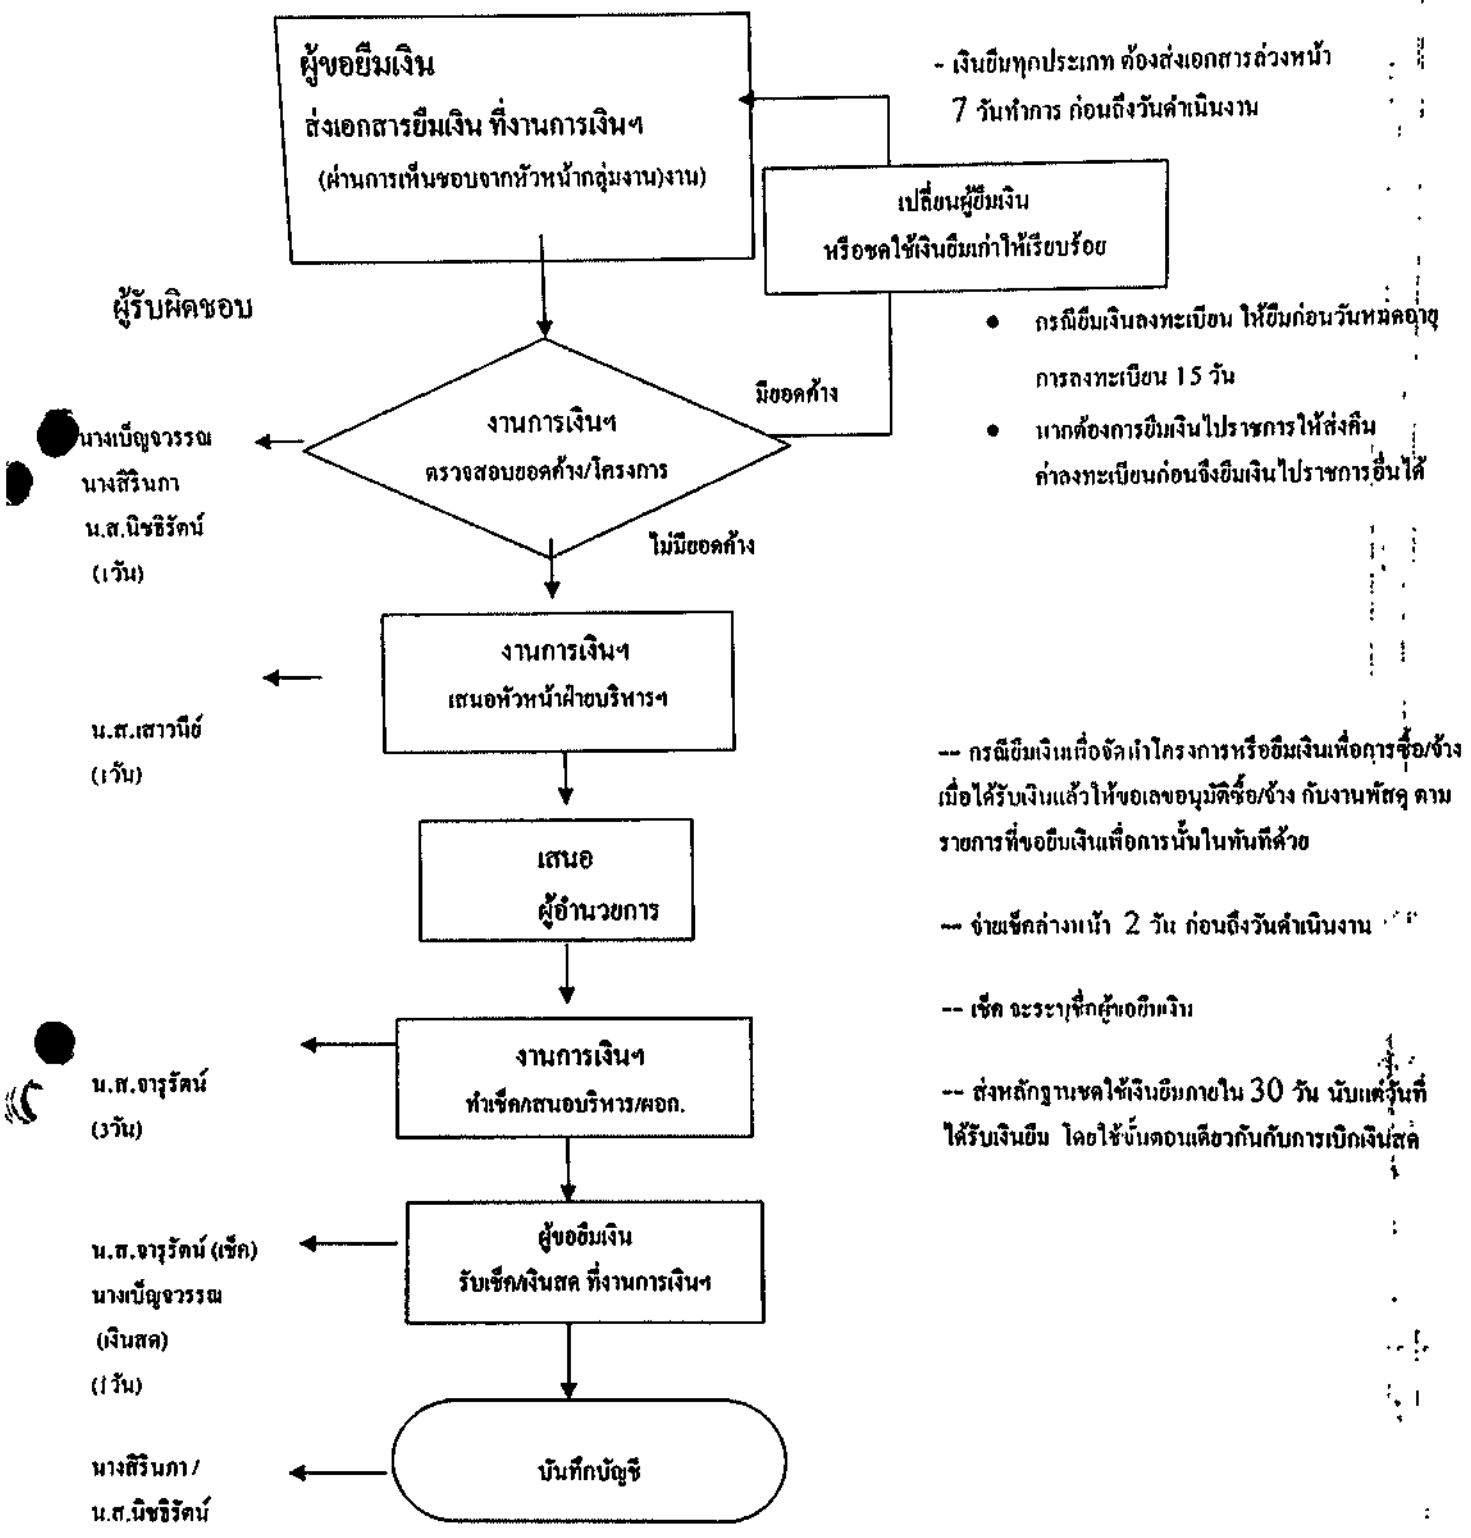 ผู้ขอยืมเงิน
ส่งเอกสารยืมเงิน ที่งานการเงินฯ
(ผ่านการเห็นชอบจากหัวหน้ากลุ่มงาน)งาน)
- เงินยืมทุกประเภท ต้องส่งเอกสารล่วงหน้า
7 วันทำการ ก่อนถึงวันดำเนินงาน
เปลี่ยนผู้ยืมเงิน
หรือชดใช้เงินยืมเก่าให้เรียบร้อย
ผู้รับผิดชอบ
• กรณียืมเงินลงทะเบียน ให้ยืมก่อนวันหมดอายุ
การลงทะเบียน 15 วัน
• หากต้องการยืมเงินไปราชการให้ส่งคืน
ค่าลงทะเบียนก่อนจึงยืมเงินไปราชการอื่นได้
มียอดค้าง
งานการเงินฯ
ตรวจสอบยอดค้าง/โครงการ
นางเบ็ญจวรรณ
นางสิรินภา
น.ส.นิชธิรัตน์
(1วัน)
ไม่มียอดค้าง
งานการเงินฯ
เสนอหัวหน้าฝ่ายบริหารฯ
น.ส.เสาวนีย์
(1วัน)
-- กรณียืมเงินเพื่อจัดทำโครงการหรือยืมเงินเพื่อการซื้อ/จ้าง
เมื่อได้รับเงินแล้วให้ขอเลขอนุมัติซื้อ/จ้าง กับงานพัสดุ ตาม
รายการที่ขอยืมเงินเพื่อการนั้นในทันทีด้วย
เสนอ
ผู้อำนวยการ
-- จ่ายเช็คล่างหน้า 2 วัน ก่อนถึงวันดำเนินงาน
-- เช็ค จะระบุชื่อผู้ขอยืมเงิน
งานการเงินฯ
ทำเช็ค/เสนอบริหาร/ผอก.
น.ส.จารุรัตน์
(3วัน)
-- ส่งหลักฐานชดใช้เงินยืมภายใน 30 วัน นับแต่วันที่
ได้รับเงินยืม โดยใช้ขั้นตอนเดียวกันกับการเบิกเงินสด
ผู้ขอยืมเงิน
รับเช็ค/เงินสด ที่งานการเงินฯ
น.ส.จารุรัตน์ (เช็ค)
นางเบ็ญจวรรณ
(เงินสด)
(1วัน)
บันทึกบัญชี
นางสิรินภา /
น.ส.นิชธิรัตน์